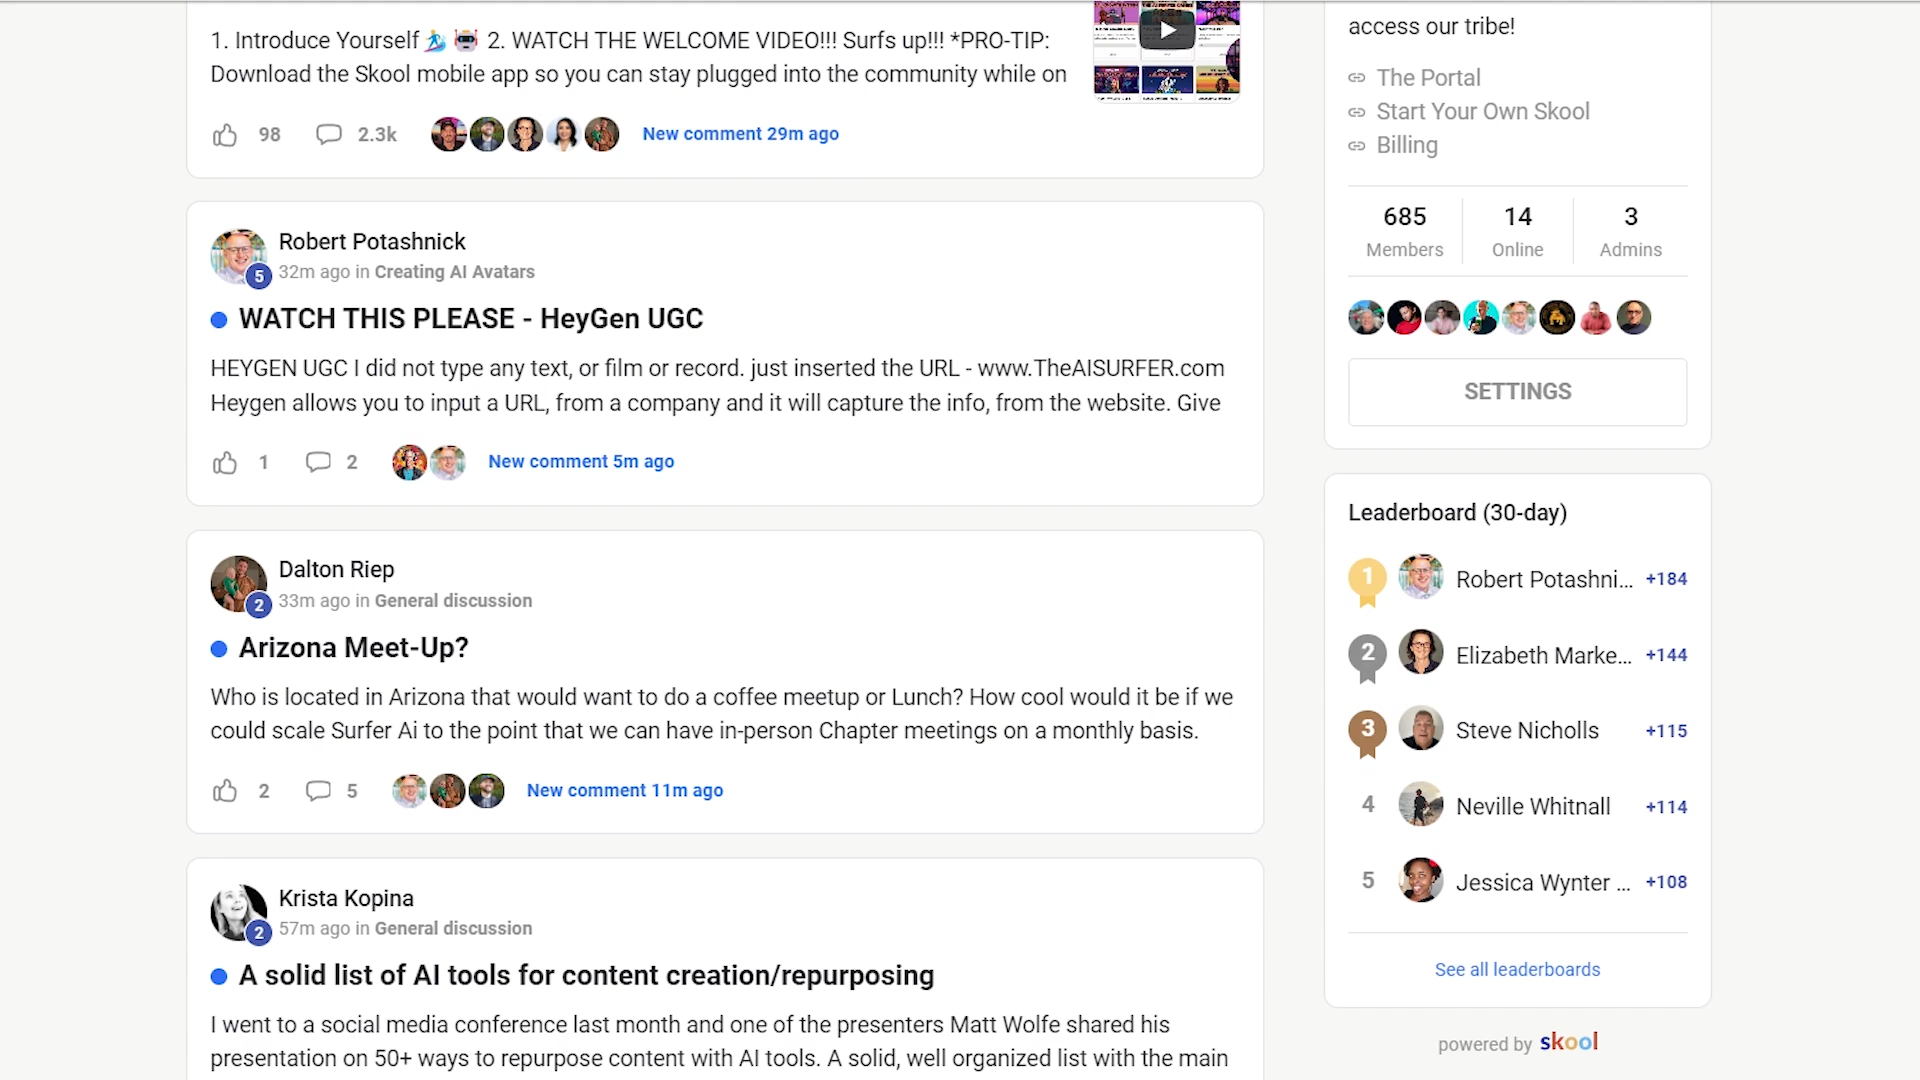 1. Introduce Yourself 🏄 🤖 2. WATCH THE WELCOME VIDEO!!! Surfs up!!! *PRO-TIP:
Download the Skool mobile app so you can stay plugged into the community while on
98 2.3k New comment 29m ago
Robert Potashnick
5
32m ago in Creating AI Avatars
WATCH THIS PLEASE - HeyGen UGC
HEYGEN UGC I did not type any text, or film or record. just inserted the URL - www.TheAISURFER.com
Heygen allows you to input a URL, from a company and it will capture the info, from the website. Give
1 2 New comment 5m ago
Dalton Riep
2
33m ago in General discussion
Arizona Meet-Up?
Who is located in Arizona that would want to do a coffee meetup or Lunch? How cool would it be if we
could scale Surfer Ai to the point that we can have in-person Chapter meetings on a monthly basis.
2 5 New comment 11m ago
Krista Kopina
2
57m ago in General discussion
A solid list of AI tools for content creation/repurposing
I went to a social media conference last month and one of the presenters Matt Wolfe shared his
presentation on 50+ ways to repurpose content with AI tools. A solid, well organized list with the main
access our tribe!
The Portal
Start Your Own Skool
Billing
685 14 3
Members Online Admins
SETTINGS
Leaderboard (30-day)
1 Robert Potashni... +184
2 Elizabeth Marke... +144
3 Steve Nicholls +115
4 Neville Whitnall +114
5 Jessica Wynter ... +108
See all leaderboards
powered by skool